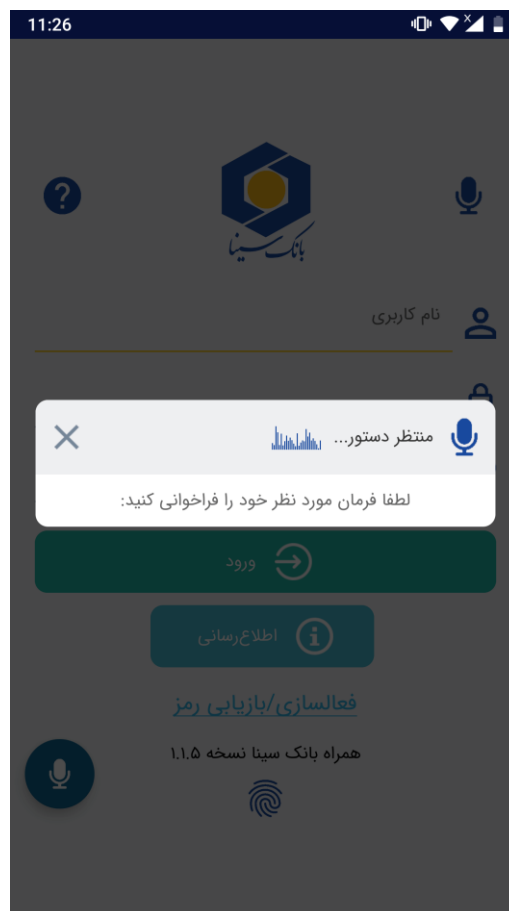 11:26
بانک سینا
نام کاربری
منتظر دستور...
لطفا فرمان مورد نظر خود را فراخوانی کنید:
ورود
اطلاع‌رسانی
فعالسازی/بازیابی رمز
همراه بانک سینا نسخه ۱.۱.۵